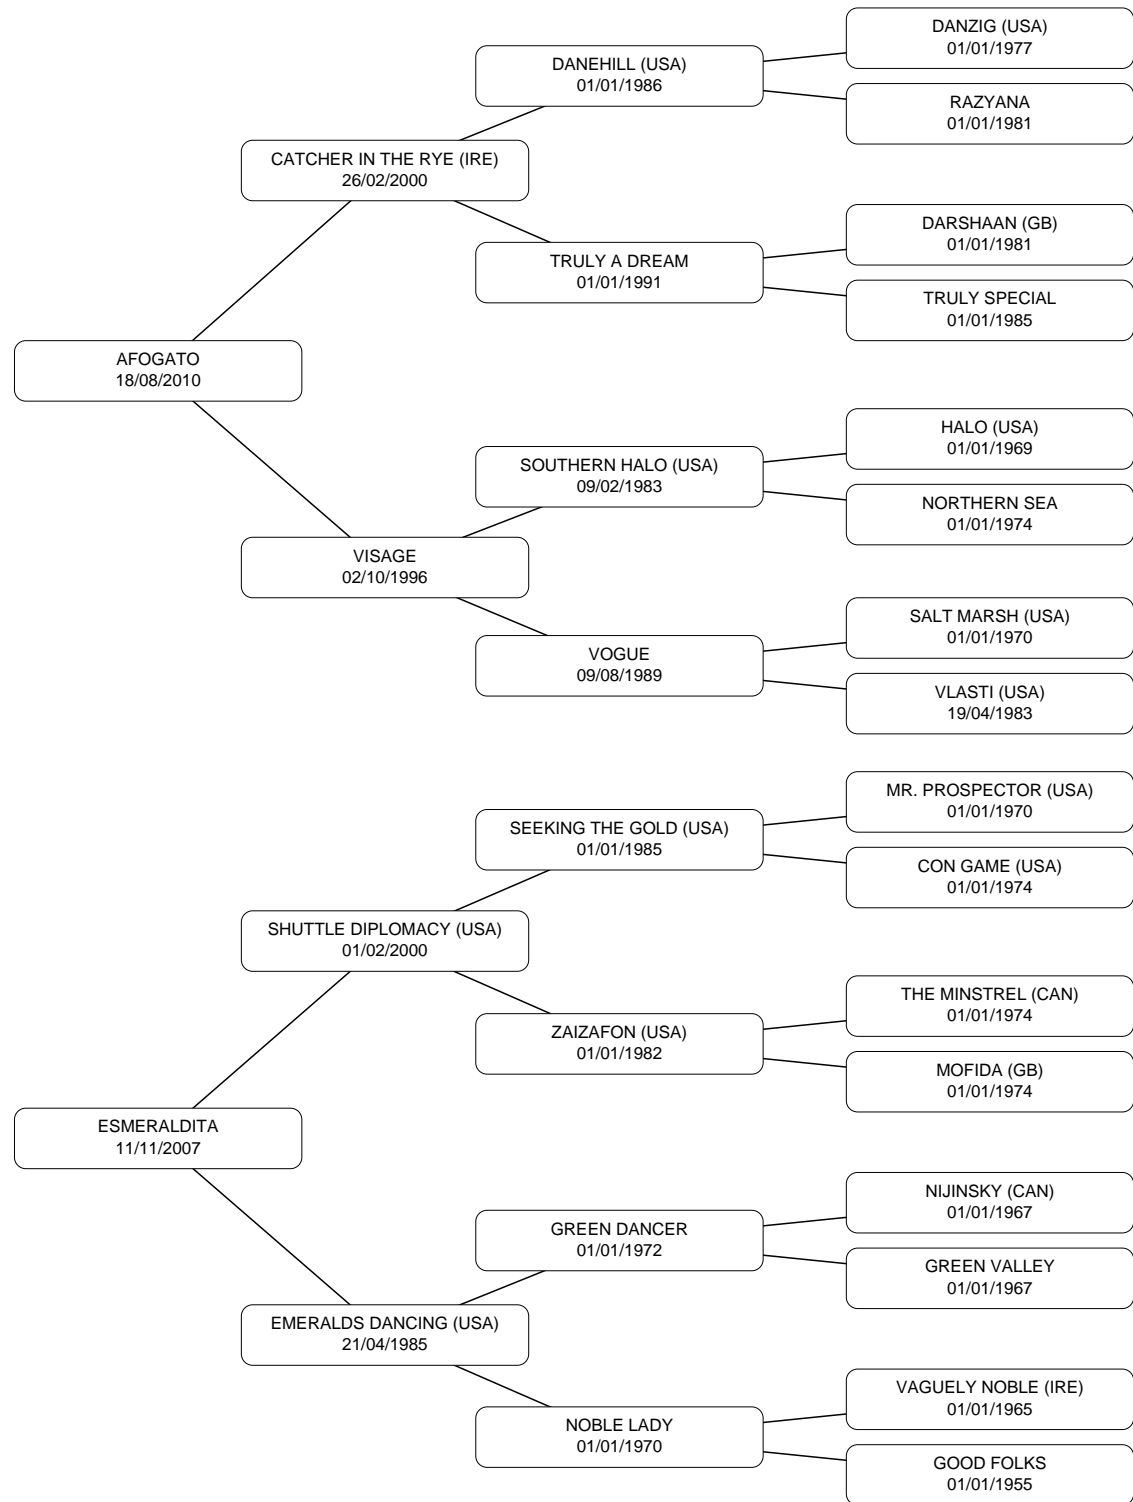 DANZIG (USA)
01/01/1977
DANEHILL (USA)
01/01/1986
RAZYANA
01/01/1981
CATCHER IN THE RYE (IRE)
26/02/2000
DARSHAAN (GB)
01/01/1981
TRULY A DREAM
01/01/1991
TRULY SPECIAL
01/01/1985
AFOGATO
18/08/2010
HALO (USA)
01/01/1969
SOUTHERN HALO (USA)
09/02/1983
NORTHERN SEA
01/01/1974
VISAGE
02/10/1996
SALT MARSH (USA)
01/01/1970
VOGUE
09/08/1989
VLASTI (USA)
19/04/1983
MR. PROSPECTOR (USA)
01/01/1970
SEEKING THE GOLD (USA)
01/01/1985
CON GAME (USA)
01/01/1974
SHUTTLE DIPLOMACY (USA)
01/02/2000
THE MINSTREL (CAN)
01/01/1974
ZAIZAFON (USA)
01/01/1982
MOFIDA (GB)
01/01/1974
ESMERALDITA
11/11/2007
NIJINSKY (CAN)
01/01/1967
GREEN DANCER
01/01/1972
GREEN VALLEY
01/01/1967
EMERALDS DANCING (USA)
21/04/1985
VAGUELY NOBLE (IRE)
01/01/1965
NOBLE LADY
01/01/1970
GOOD FOLKS
01/01/1955